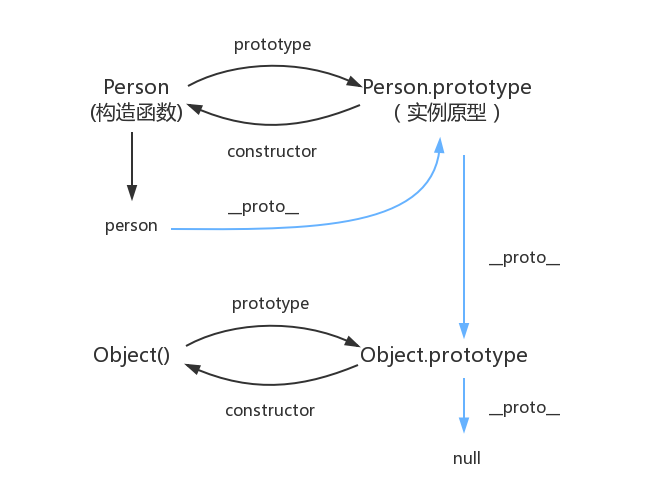 prototype
Person
(构造函数)
Person.prototype
( 实例原型 )
constructor
__proto__
person
__proto__
prototype
Object()
Object.prototype
constructor
__proto__
null